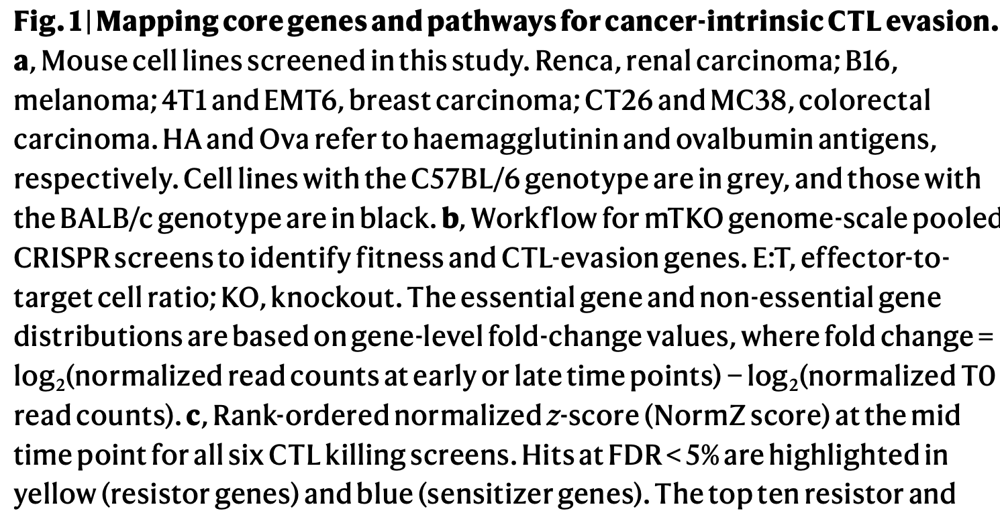 Fig. 1 | Mapping core genes and pathways for cancer-intrinsic CTL evasion.
a, Mouse cell lines screened in this study. Renca, renal carcinoma; B16,
melanoma; 4T1 and EMT6, breast carcinoma; CT26 and MC38, colorectal
carcinoma. HA and Ova refer to haemagglutinin and ovalbumin antigens,
respectively. Cell lines with the C57BL/6 genotype are in grey, and those with
the BALB/c genotype are in black. b, Workflow for mTKO genome-scale pooled
CRISPR screens to identify fitness and CTL-evasion genes. E:T, effector-to-
target cell ratio; KO, knockout. The essential gene and non-essential gene
distributions are based on gene-level fold-change values, where fold change =
log₂(normalized read counts at early or late time points) − log₂(normalized T0
read counts). c, Rank-ordered normalized z-score (NormZ score) at the mid
time point for all six CTL killing screens. Hits at FDR < 5% are highlighted in
yellow (resistor genes) and blue (sensitizer genes). The top ten resistor and